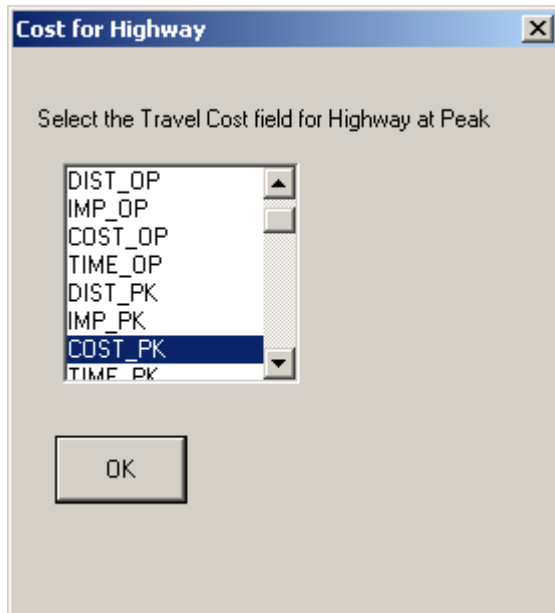 Cost for Highway
Select the Travel Cost field for Highway at Peak
DIST_OP
IMP_OP
COST_OP
TIME_OP
DIST_PK
IMP_PK
COST_PK
TIME_PK
OK